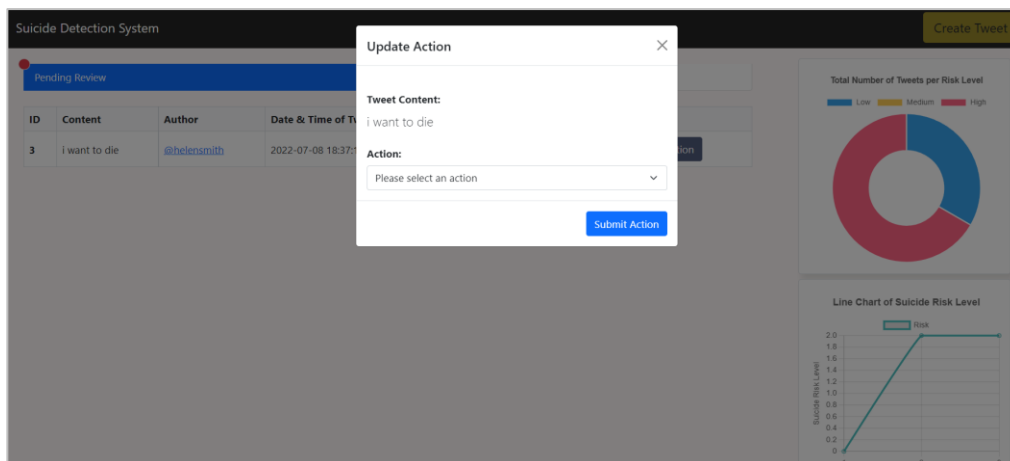 Suicide Detection System
Create Tweet
Update Action
Pending Review
ID Content Author Date & Time of
3 i want to die @helensmith 2022-07-08 18:37:
Tweet Content:
i want to die
Action:
Please select an action
Submit Action
Total Number of Tweets per Risk Level
Low Medium High
Line Chart of Suicide Risk Level
Risk
Suicide Risk Level
2.0
1.8
1.6
1.4
1.2
1.0
0.8
0.6
0.4
0.2
0